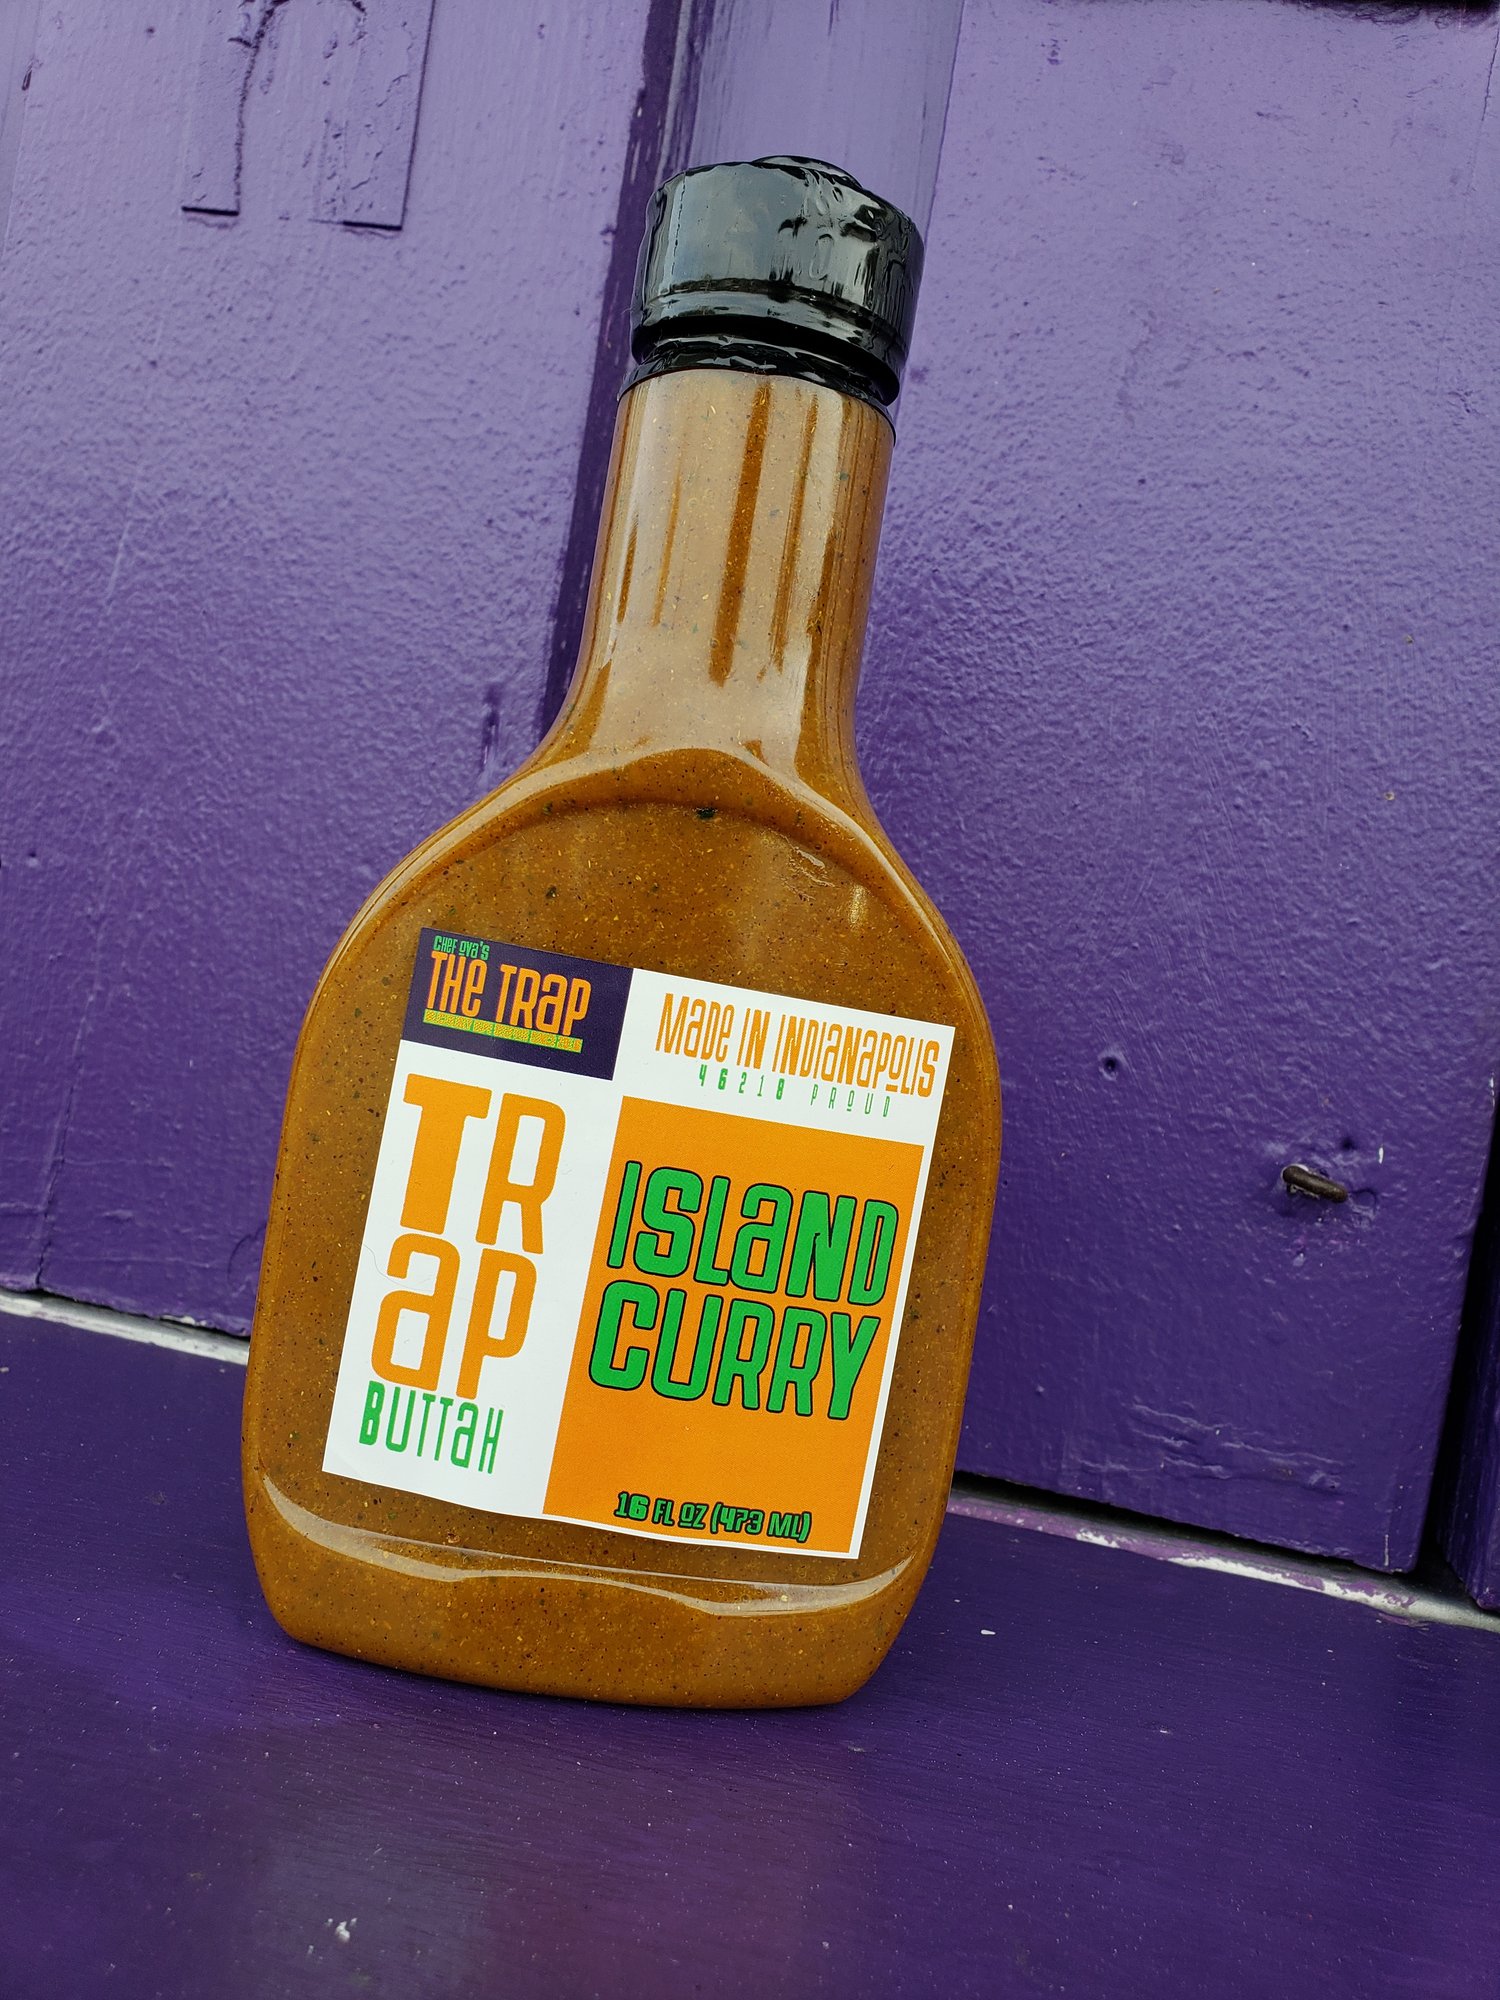 CHEF OYA'S
THE TRAP
MADE IN INDIANAPOLIS
46218 PROUD
TR
AP
BUTTAH
ISLAND
CURRY
16 FL OZ (473 ML)